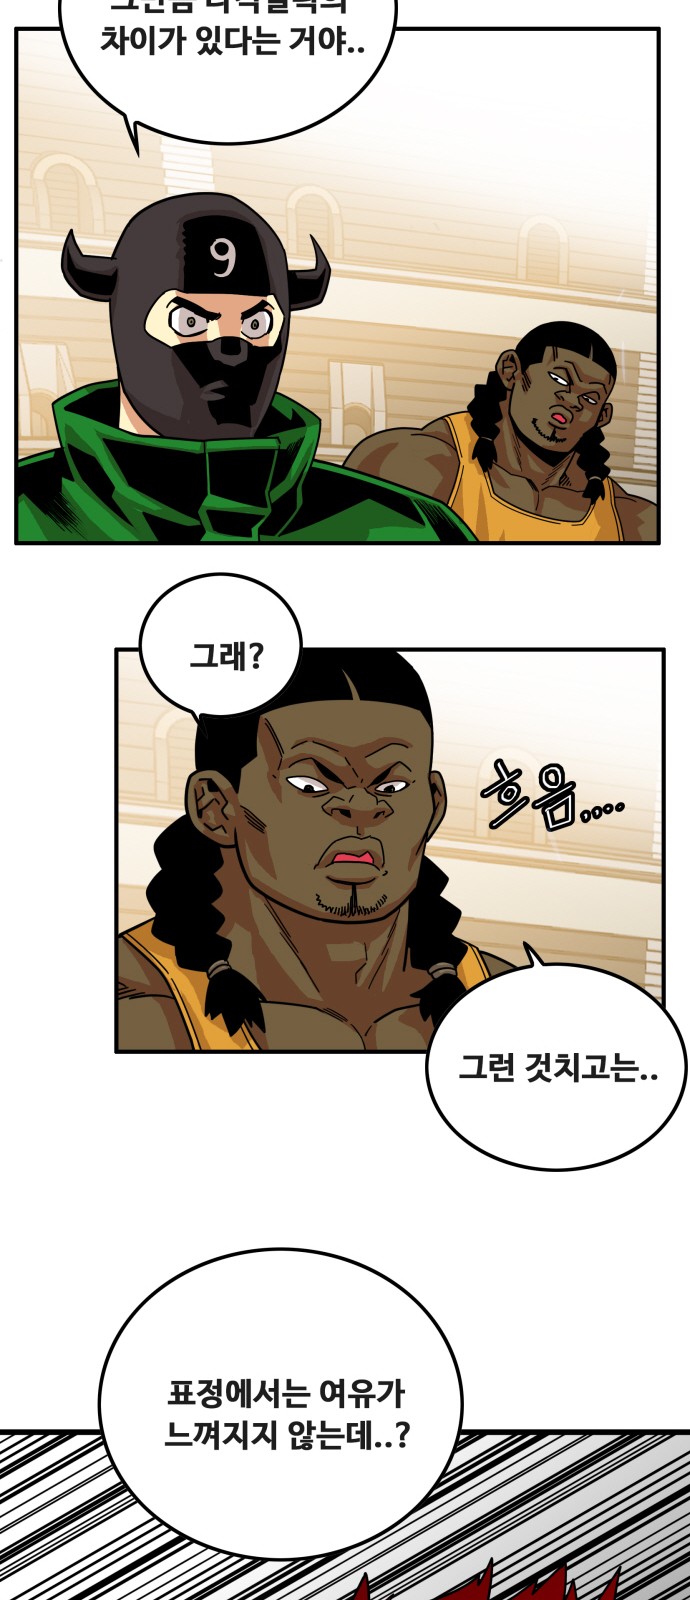 차이가 있다는 거야..
9
그래?
흐음....
그런 것치고는..
표정에서는 여유가
느껴지지 않는데..?